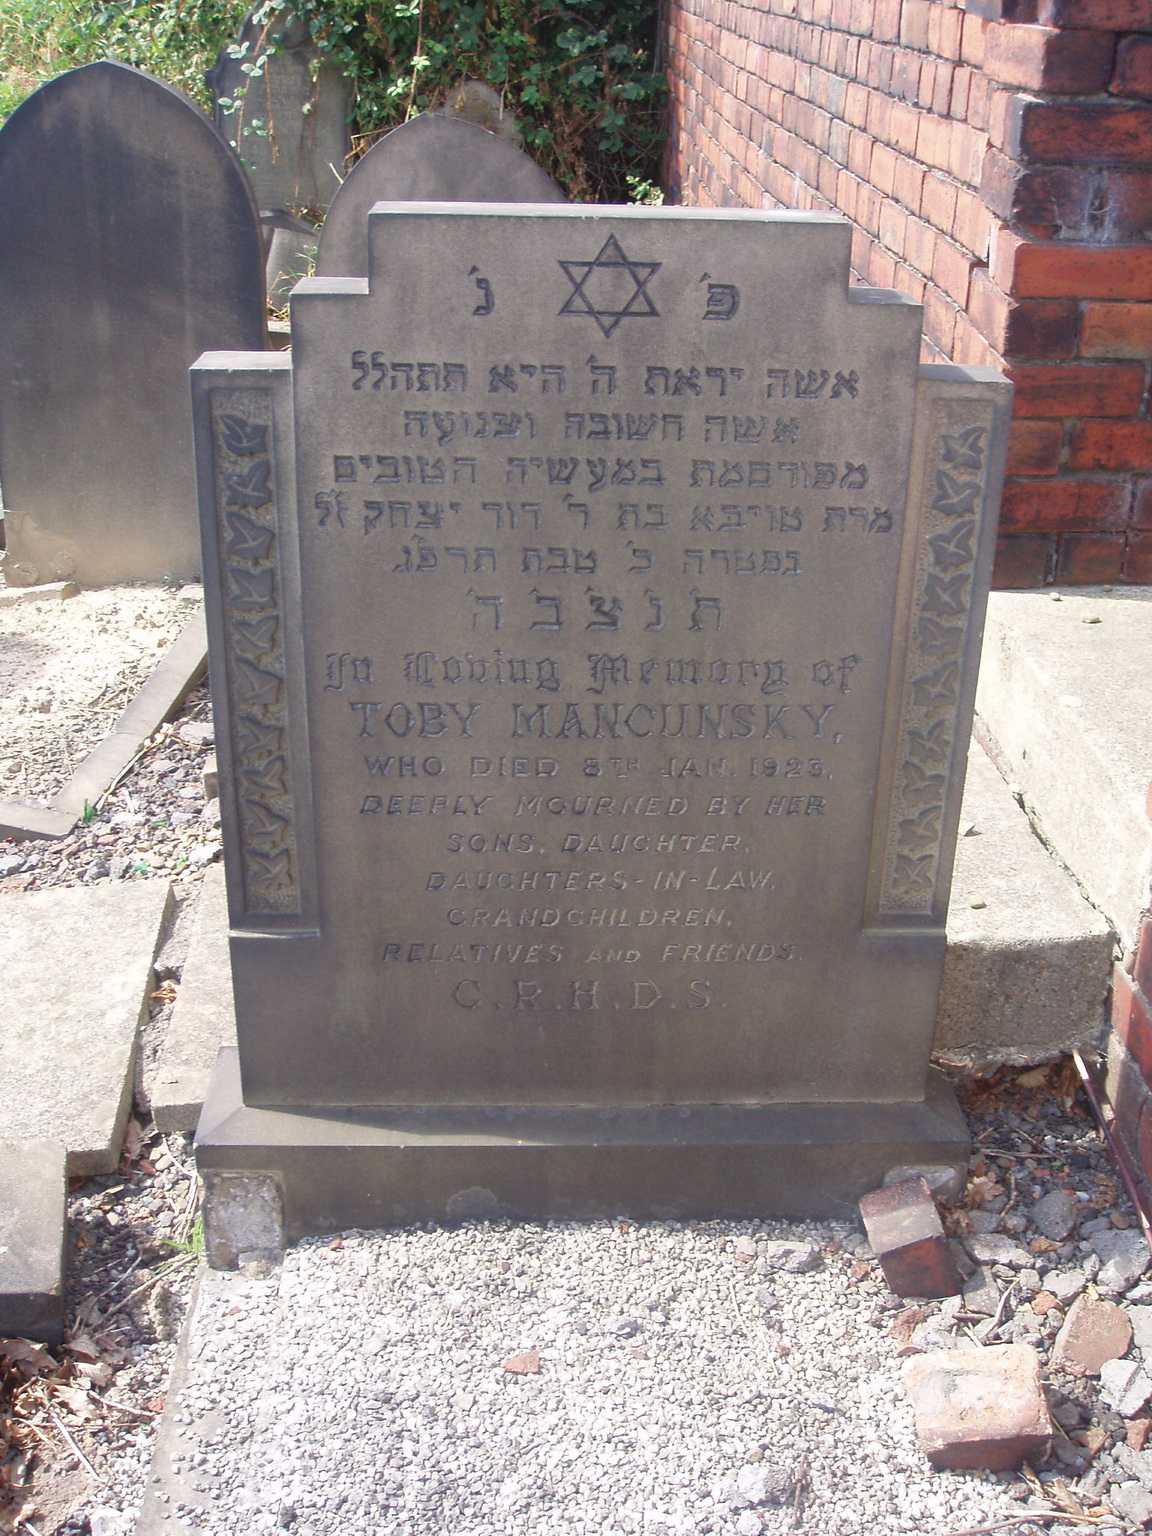 פ' נ'
אשה יראת ה' היא תתהלל
אשה חשובה וצנועה
מפורסמת במעשיה הטובים
מרת טויבא בת ר' דוד יצחק ז"ל
נפטרה כ' טבת תרפ"ג
ת' נ' צ' ב' ה'
In Loving Memory of
TOBY MANCUNSKY,
WHO DIED 8TH JAN. 1923,
DEEPLY MOURNED BY HER
SONS, DAUGHTER,
DAUGHTERS-IN-LAW,
GRANDCHILDREN,
RELATIVES AND FRIENDS.
G.R.H.D.S.